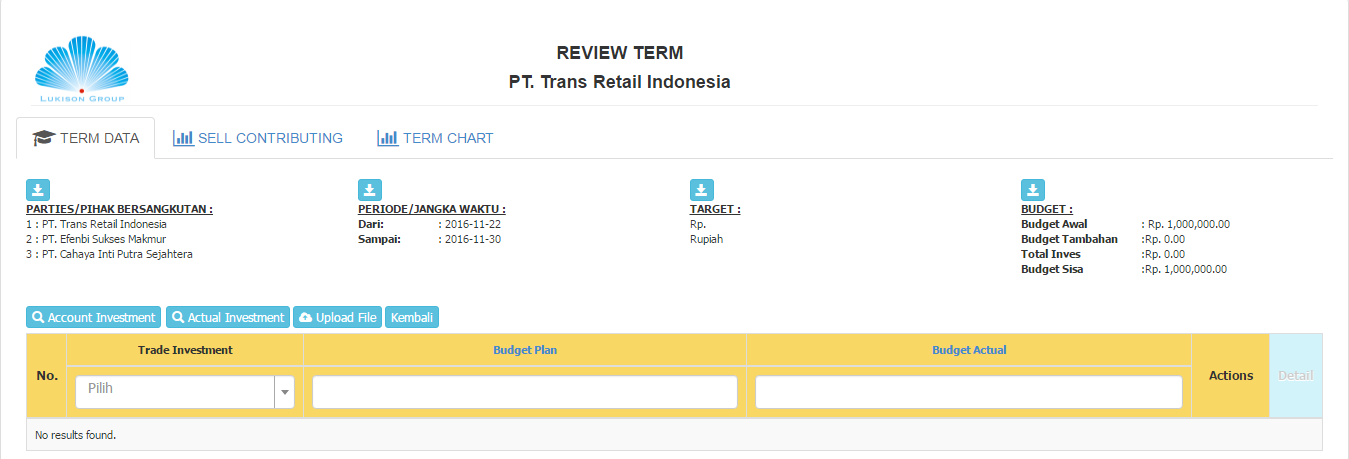 LUKISON GROUP
REVIEW TERM
PT. Trans Retail Indonesia
TERM DATA
SELL CONTRIBUTING
TERM CHART
PARTIES/PIHAK BERSANGKUTAN :
1 : PT. Trans Retail Indonesia
2 : PT. Efenbi Sukses Makmur
3 : PT. Cahaya Inti Putra Sejahtera
PERIODE/JANGKA WAKTU :
Dari: : 2016-11-22
Sampai: : 2016-11-30
TARGET :
Rp.
Rupiah
BUDGET :
Budget Awal : Rp. 1,000,000.00
Budget Tambahan :Rp. 0.00
Total Inves :Rp. 0.00
Budget Sisa :Rp. 1,000,000.00
Account Investment Actual Investment Upload File Kembali
No. Trade Investment Budget Plan Budget Actual Actions Detail
Pilih
No results found.